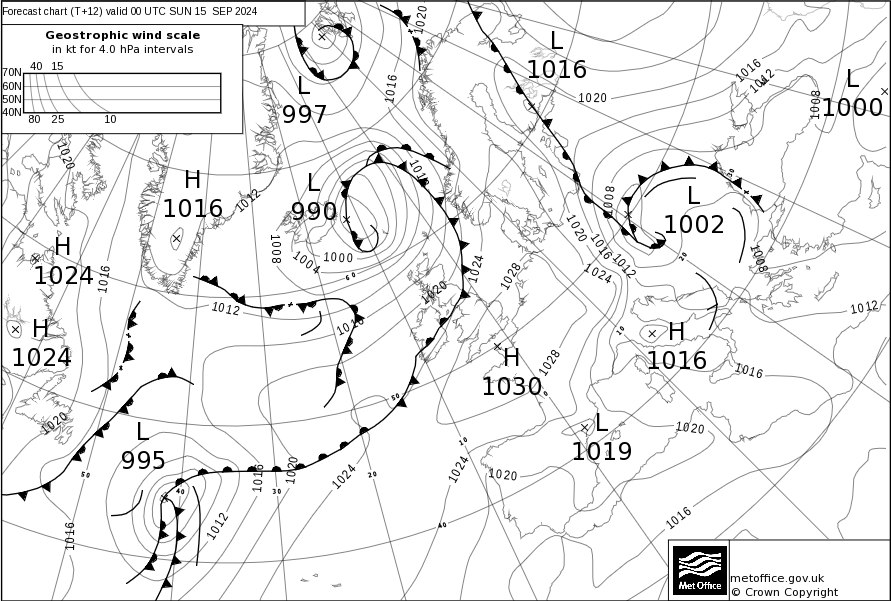 Forecast chart (T+12) valid 00 UTC SUN 15 SEP 2024
Geostrophic wind scale
in kt for 4.0 hPa intervals
40 15
70N
60N
50N
40N
80 25 10
L
997
L
1016
L
1000
H
1016
L
990
L
1002
H
1024
H
1024
H
1030
H
1016
L
1019
L
995
1020
1016
1020
1016
1012
1008
1020
1012
1016
1008
1004
1000
1012
1016
1024
1028
1020
1008
1020
1016
1012
1024
1008
1012
1016
1028
1020
1020
1016
1024
1024
1020
1016
1012
1016
1020
metoffice.gov.uk
© Crown Copyright
Met Office